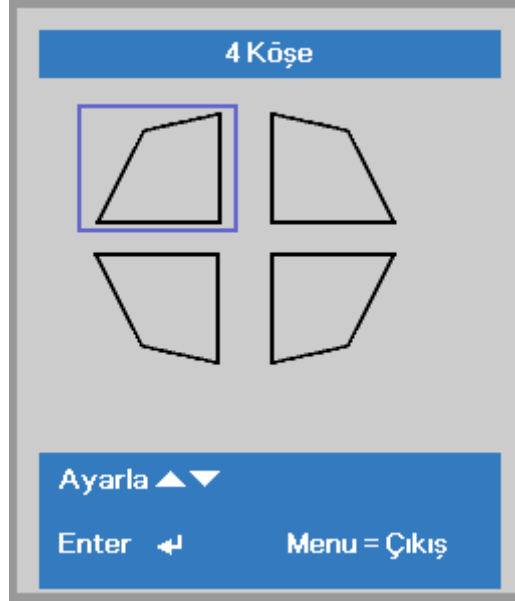 4 Köşe
Ayarla ▲▼
Enter ↵ Menu = Çıkış